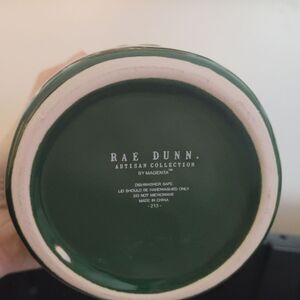 RAE DUNN.
ARTISAN COLLECTION
BY MAGENTA™
DISHWASHER SAFE
LID SHOULD BE HANDWASHED ONLY
DO NOT MICROWAVE
MADE IN CHINA
-213-